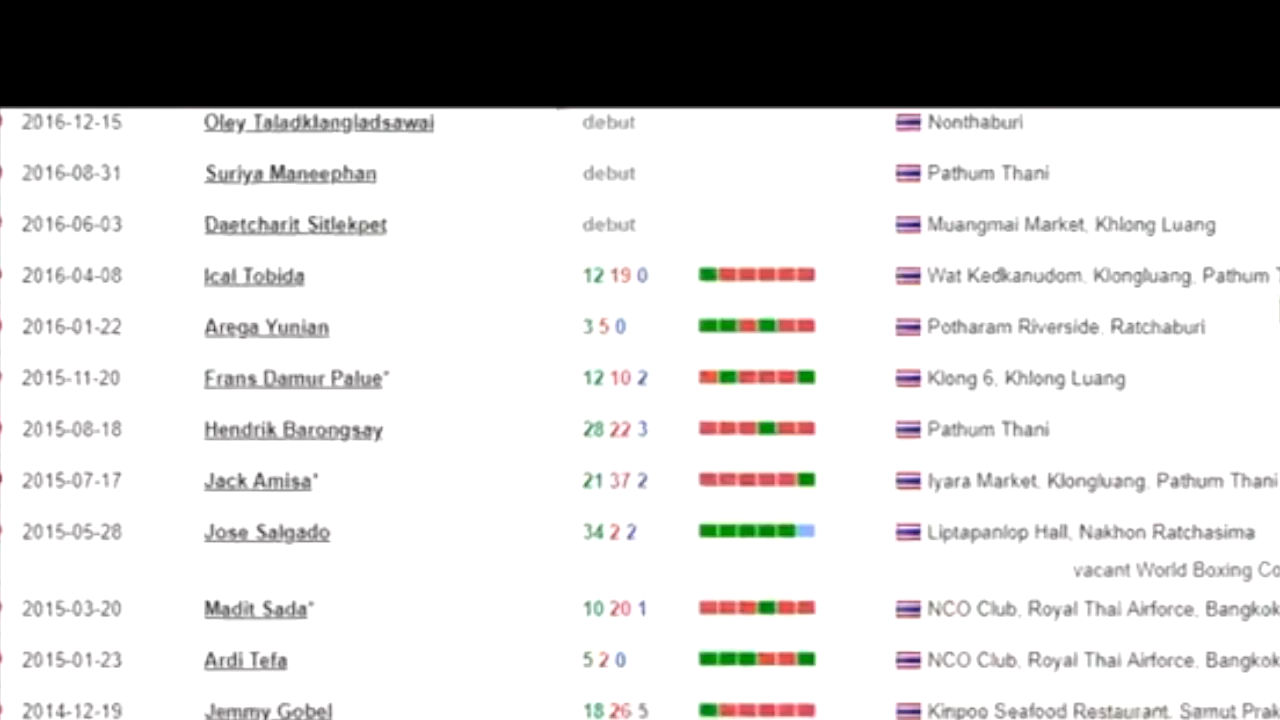 2016-12-15 Oley Taladklangladsawai debut Nonthaburi
2016-08-31 Suriya Maneephan debut Pathum Thani
2016-06-03 Daetcharit Sitlekpet debut Muangmai Market, Khlong Luang
2016-04-08 Ical Tobida 12 19 0 Wat Kedkanudom, Klongluang, Pathum T
2016-01-22 Arega Yunian 3 5 0 Potharam Riverside, Ratchaburi
2015-11-20 Frans Damur Palue* 12 10 2 Klong 6, Khlong Luang
2015-08-18 Hendrik Barongsay 28 22 3 Pathum Thani
2015-07-17 Jack Amisa* 21 37 2 Iyara Market, Klongluang, Pathum Thani
2015-05-28 Jose Salgado 34 2 2 Liptapanlop Hall, Nakhon Ratchasima
vacant World Boxing Co
2015-03-20 Madit Sada* 10 20 1 NCO Club, Royal Thai Airforce, Bangkok
2015-01-23 Ardi Tefa 5 2 0 NCO Club, Royal Thai Airforce, Bangkok
2014-12-19 Jemmy Gobel 18 26 5 Kinpoo Seafood Restaurant, Samut Prak